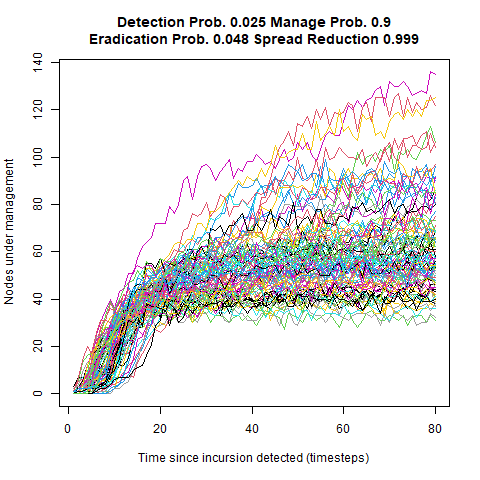 Detection Prob. 0.025 Manage Prob. 0.9
Eradication Prob. 0.048 Spread Reduction 0.999
Nodes under management
140
120
100
80
60
40
20
0
0 20 40 60 80
Time since incursion detected (timesteps)